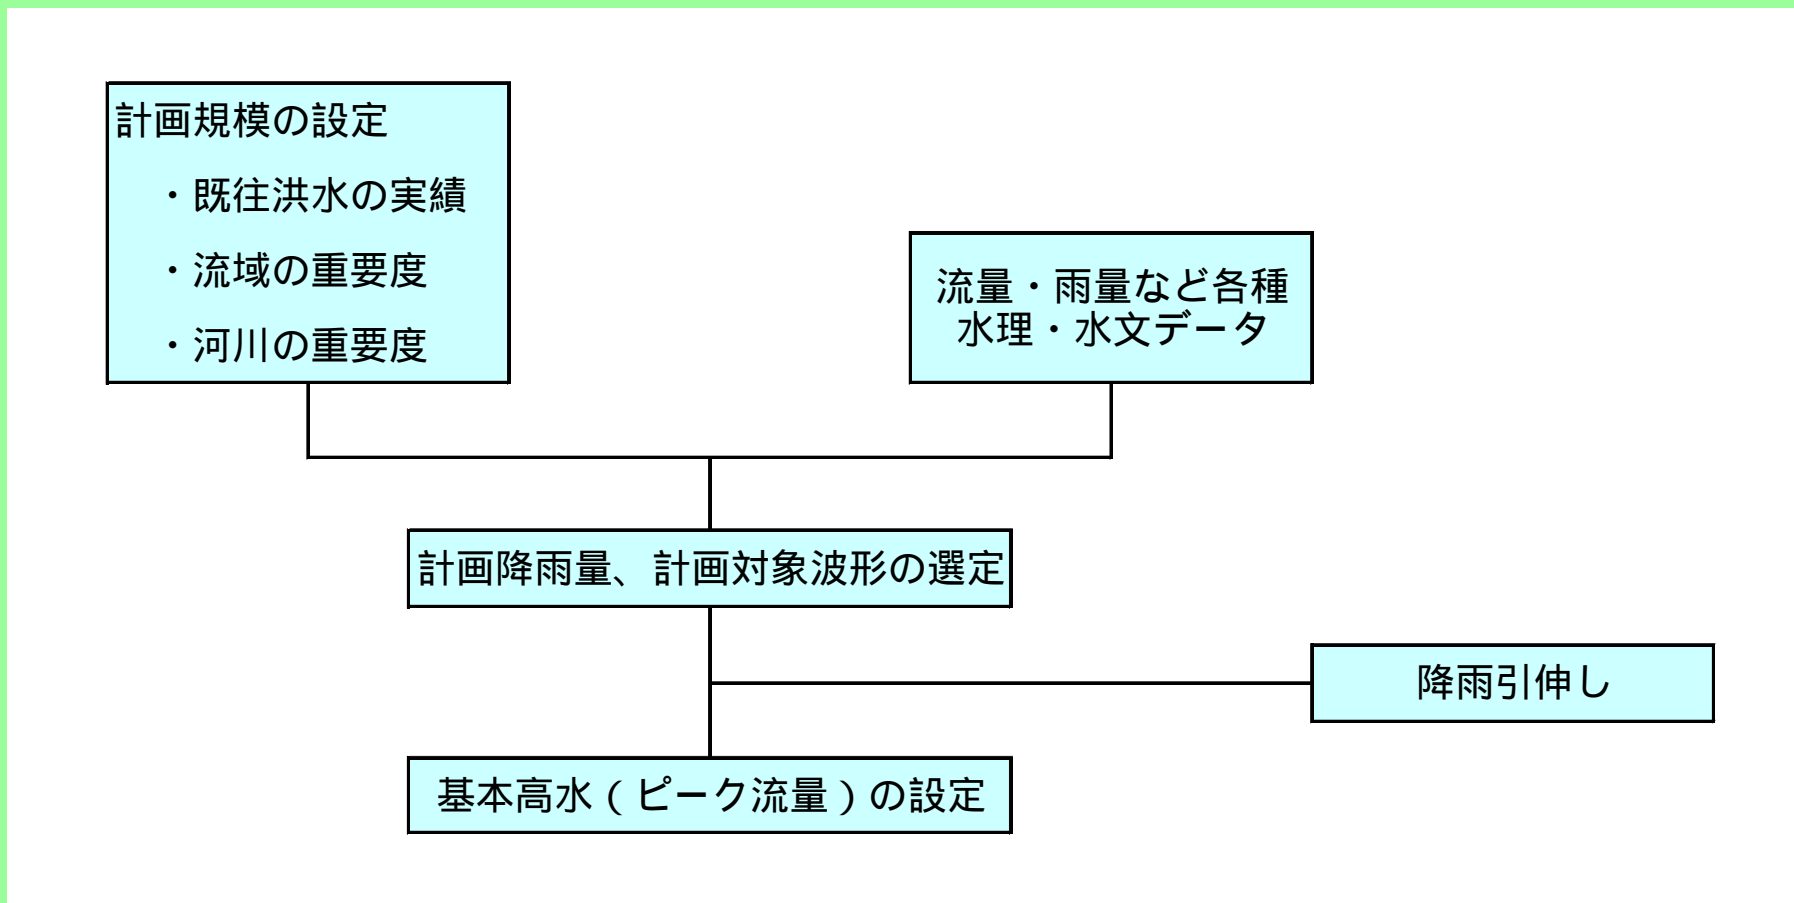 計画規模の設定
・既往洪水の実績
・流域の重要度
・河川の重要度
流量・雨量など各種
水理・水文データ
計画降雨量、計画対象波形の選定
降雨引伸し
基本高水(ピーク流量)の設定